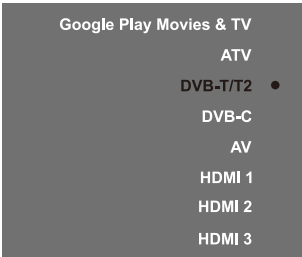 Google Play Movies & TV
ATV
DVB-T/T2
DVB-C
AV
HDMI 1
HDMI 2
HDMI 3